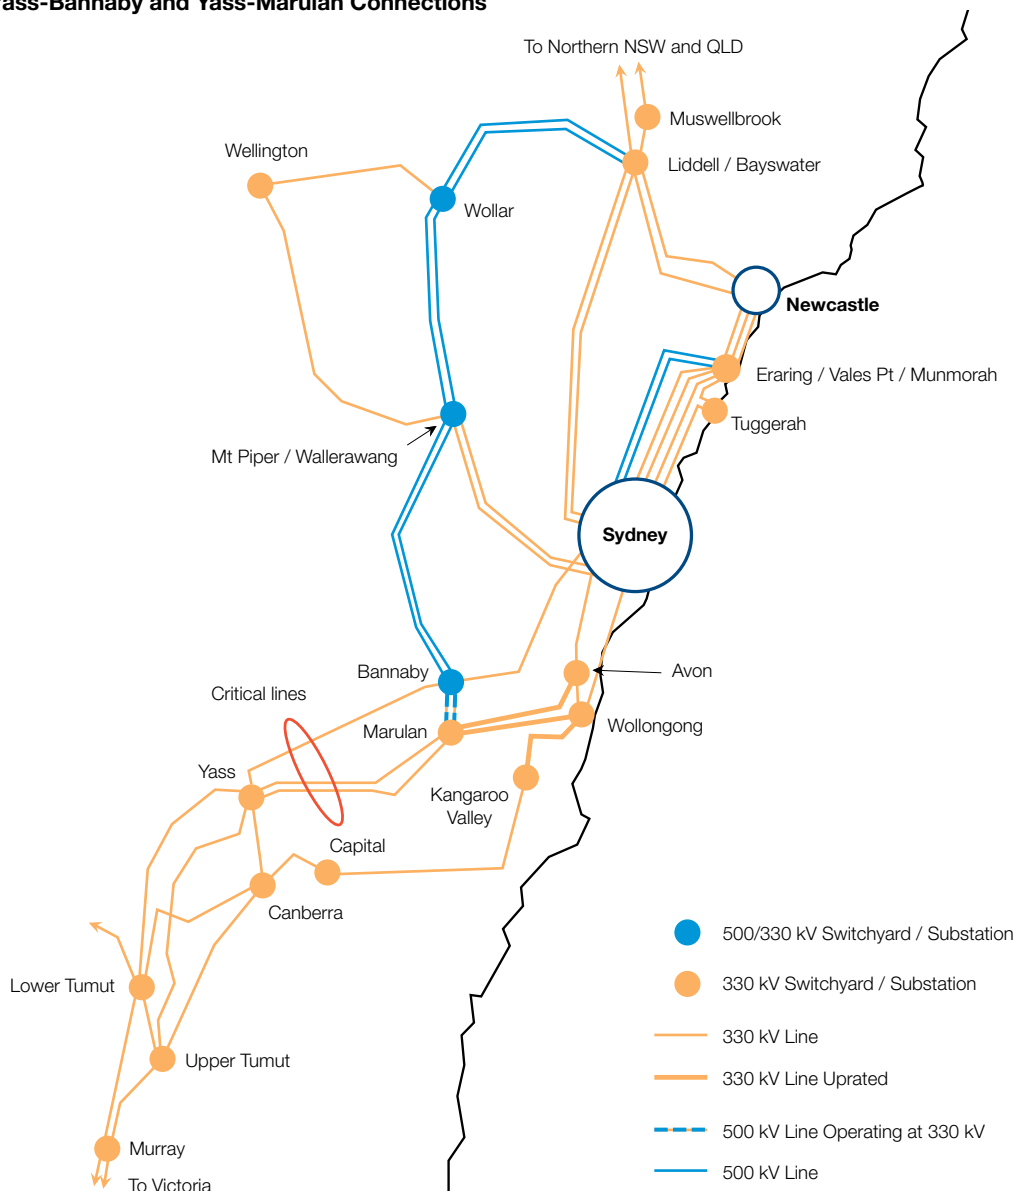 Yass-Bannaby and Yass-Marulan Connections
To Northern NSW and QLD
Muswellbrook
Wellington
Liddell / Bayswater
Wollar
Newcastle
Eraring / Vales Pt / Munmorah
Tuggerah
Mt Piper / Wallerawang
Sydney
Bannaby
Avon
Critical lines
Marulan
Wollongong
Yass
Kangaroo
Valley
Capital
Canberra
500/330 kV Switchyard / Substation
Lower Tumut
330 kV Switchyard / Substation
330 kV Line
Upper Tumut
330 kV Line Uprated
500 kV Line Operating at 330 kV
Murray
500 kV Line
To Victoria